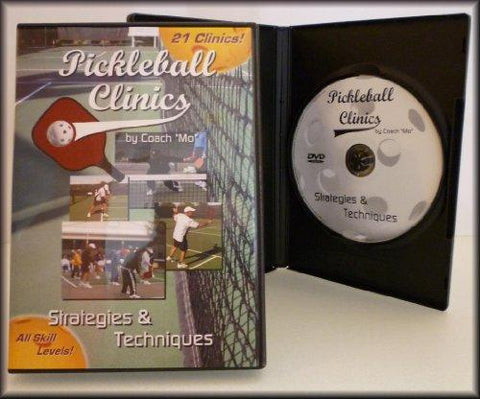 21 Clinics!
Pickleball
Clinics
by Coach "Mo"
Strategies &
Techniques
All Skill
Levels!
Pickleball
Clinics
by Coach "Mo"
DVD
Strategies &
Techniques